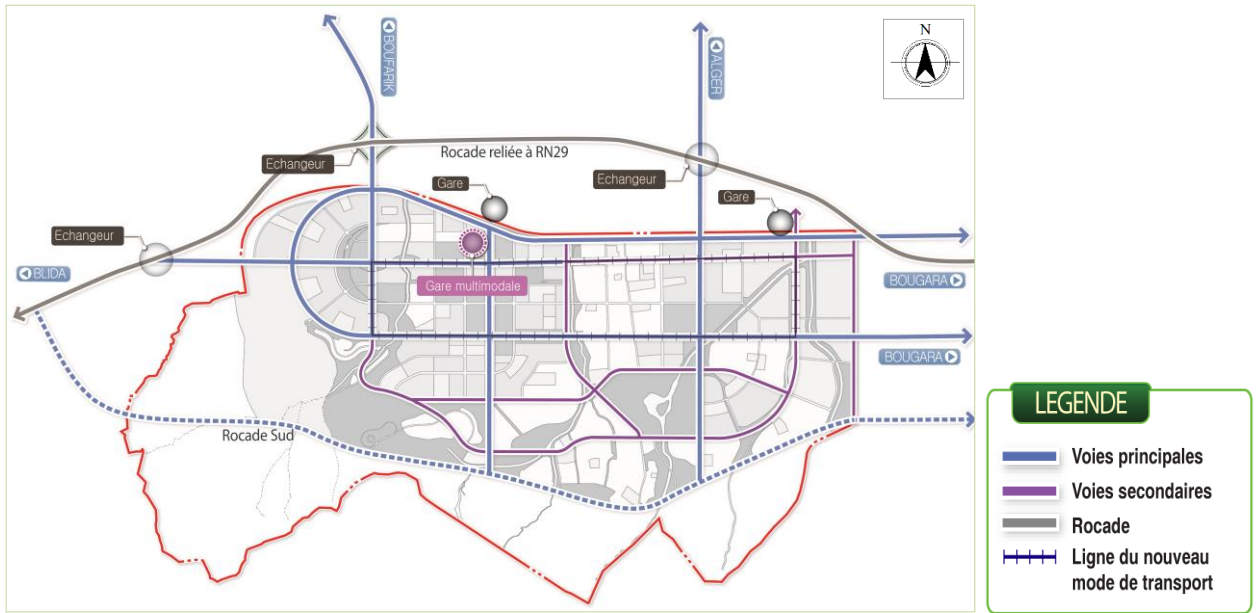 N
BOUFARIK
ALGER
Echangeur
Rocade reliée à RN29
Echangeur
Gare
Gare
Echangeur
BLIDA
Gare multimodale
BOUGARA
BOUGARA
Rocade Sud
LEGENDE
Voies principales
Voies secondaires
Rocade
Ligne du nouveau
mode de transport